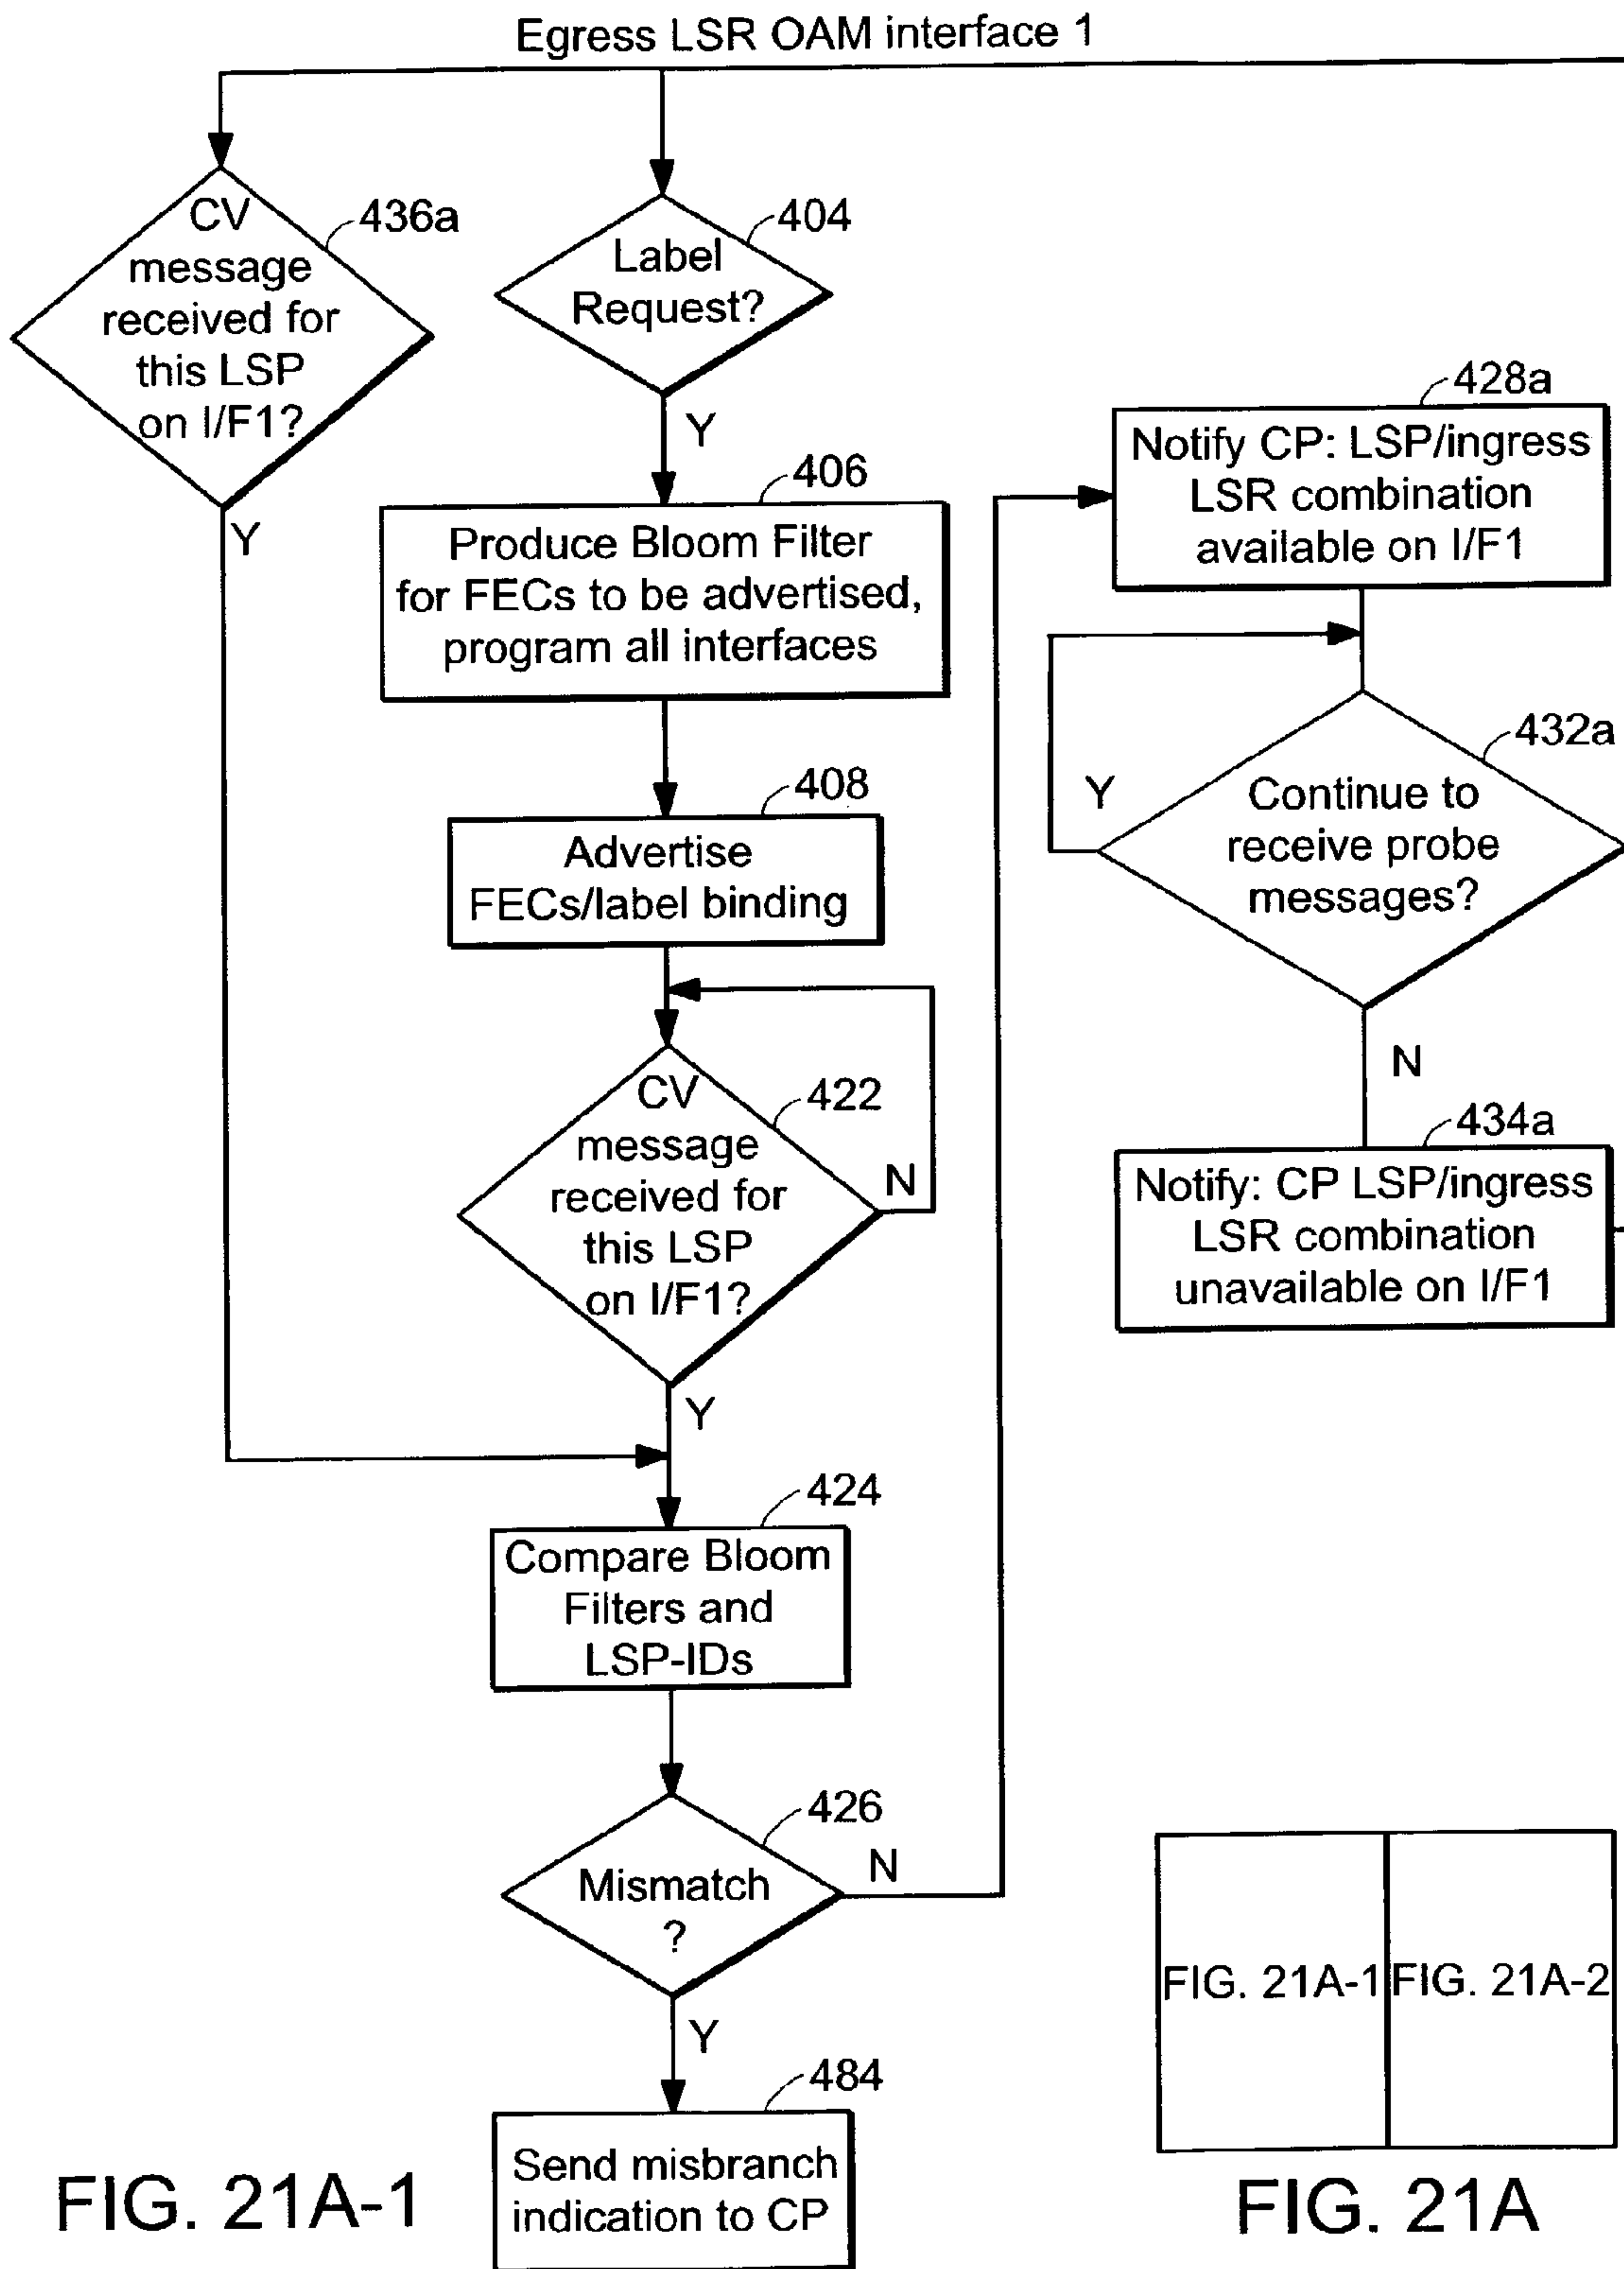 Egress LSR OAM interface 1
CV
message
received for
this LSP
on I/F1?
436a
Y
Label
Request?
404
Y
406
Produce Bloom Filter
for FECs to be advertised,
program all interfaces
408
Advertise
FECs/label binding
CV
message
received for
this LSP
on I/F1?
422
N
Y
424
Compare Bloom
Filters and
LSP-IDs
426
Mismatch
?
N
Y
484
Send misbranch
indication to CP
428a
Notify CP: LSP/ingress
LSR combination
available on I/F1
432a
Continue to
receive probe
messages?
Y
N
434a
Notify: CP LSP/ingress
LSR combination
unavailable on I/F1
FIG. 21A-1
FIG. 21A-2
FIG. 21A-1
FIG. 21A